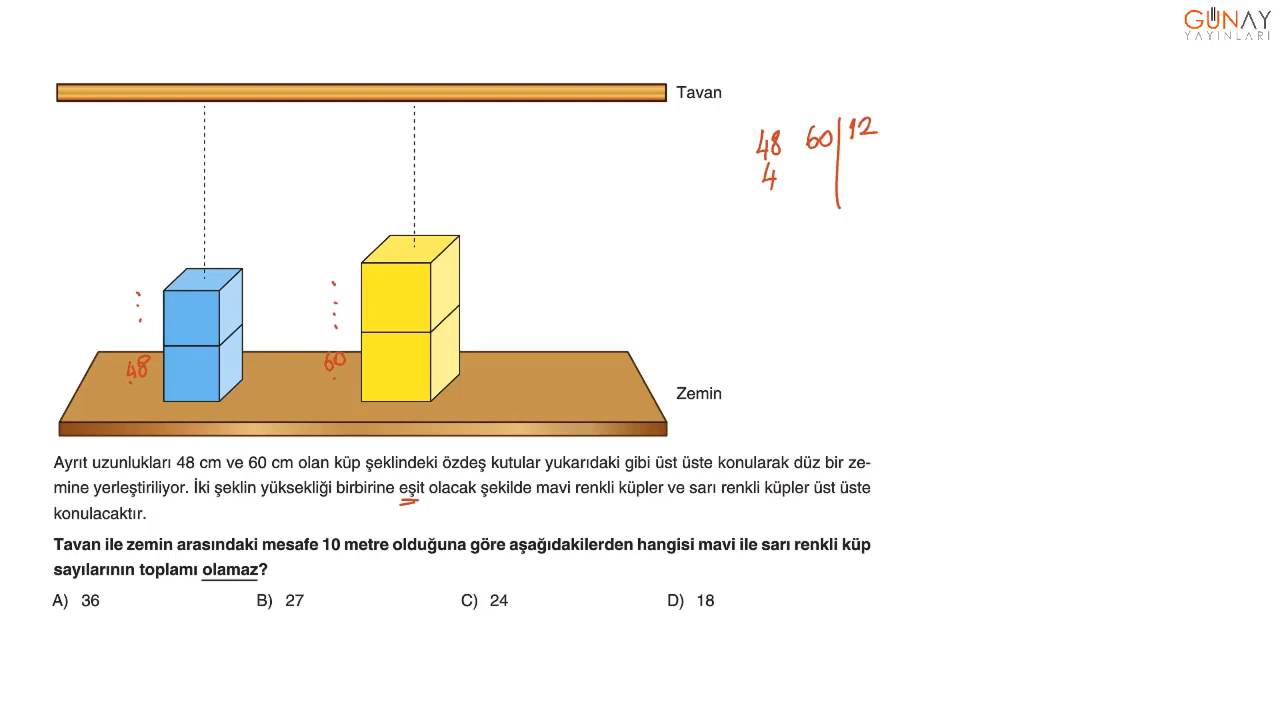 GÜNAY
YAYINLARI
Tavan
48 60 12
4
48
60
Zemin
Ayrıt uzunlukları 48 cm ve 60 cm olan küp şeklindeki özdeş kutular yukarıdaki gibi üst üste konularak düz bir ze-
mine yerleştiriliyor. İki şeklin yüksekliği birbirine eşit olacak şekilde mavi renkli küpler ve sarı renkli küpler üst üste
konulacaktır.
Tavan ile zemin arasındaki mesafe 10 metre olduğuna göre aşağıdakilerden hangisi mavi ile sarı renkli küp
sayılarının toplamı olamaz?
A) 36 B) 27 C) 24 D) 18